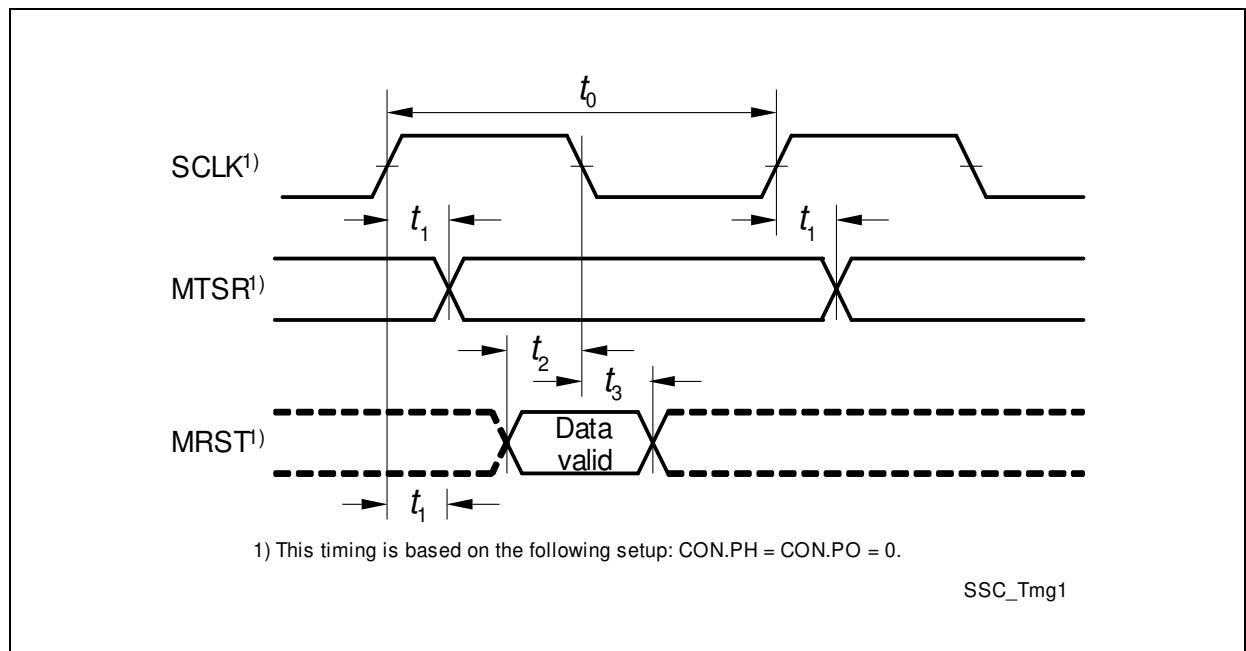 t0
SCLK1)
t1
t1
MTSR1)
t2
t3
MRST1)
Data
valid
t1
1) This timing is based on the following setup: CON.PH = CON.PO = 0.
SSC_Tmg1